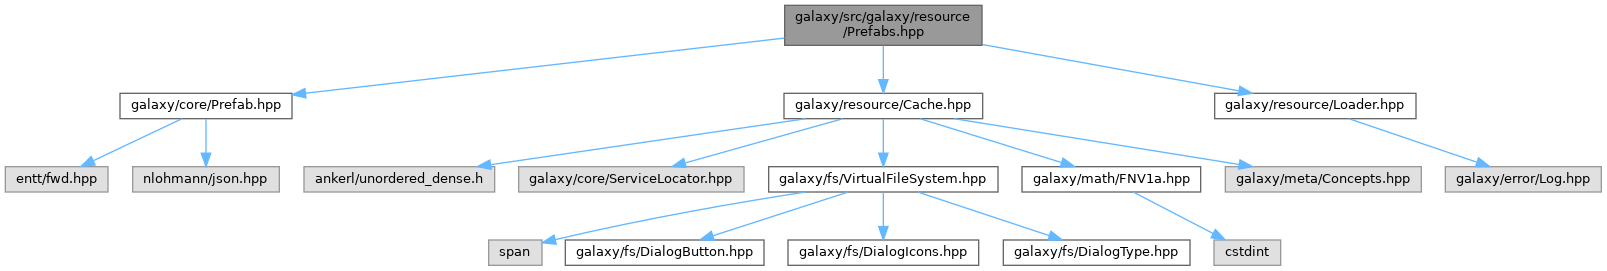 galaxy/src/galaxy/resource
/Prefabs.hpp
galaxy/core/Prefab.hpp
galaxy/resource/Cache.hpp
galaxy/resource/Loader.hpp
entt/fwd.hpp
nlohmann/json.hpp
ankerl/unordered_dense.h
galaxy/core/ServiceLocator.hpp
galaxy/fs/VirtualFileSystem.hpp
galaxy/math/FNV1a.hpp
galaxy/meta/Concepts.hpp
galaxy/error/Log.hpp
span
galaxy/fs/DialogButton.hpp
galaxy/fs/DialogIcons.hpp
galaxy/fs/DialogType.hpp
cstdint